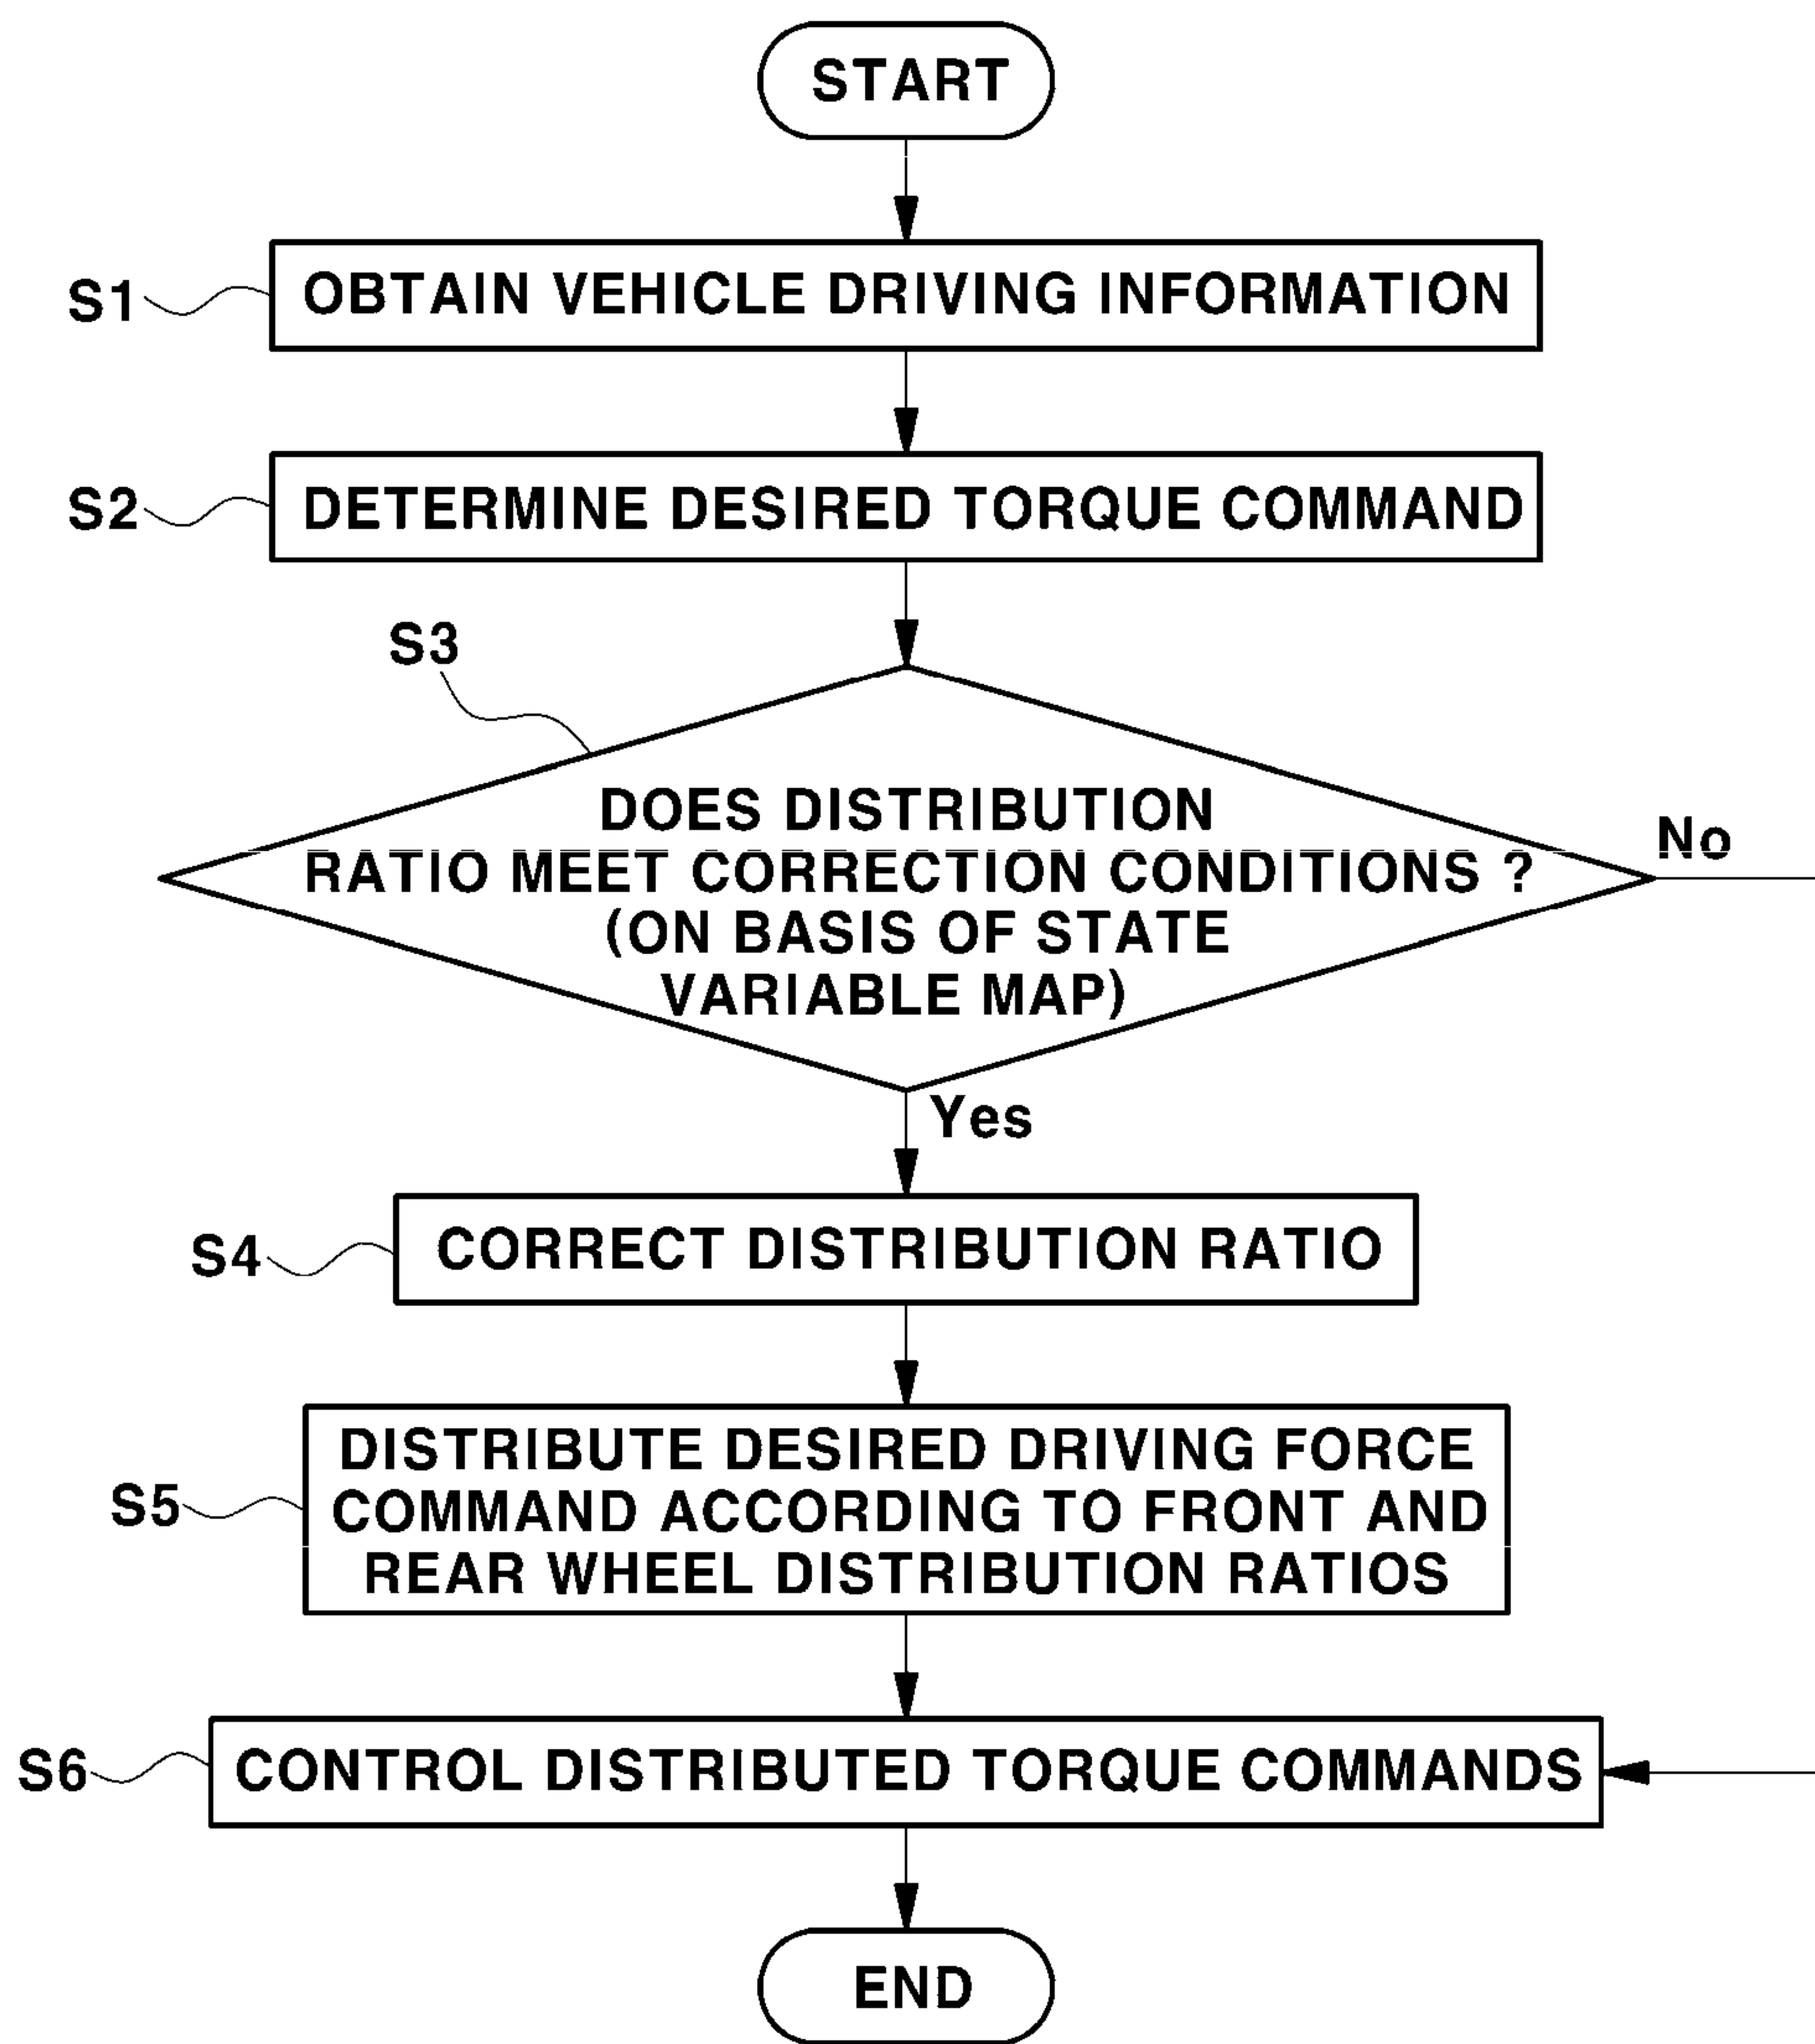 START
S1
OBTAIN VEHICLE DRIVING INFORMATION
S2
DETERMINE DESIRED TORQUE COMMAND
S3
DOES DISTRIBUTION
RATIO MEET CORRECTION CONDITIONS ?
(ON BASIS OF STATE
VARIABLE MAP)
No
Yes
S4
CORRECT DISTRIBUTION RATIO
S5
DISTRIBUTE DESIRED DRIVING FORCE
COMMAND ACCORDING TO FRONT AND
REAR WHEEL DISTRIBUTION RATIOS
S6
CONTROL DISTRIBUTED TORQUE COMMANDS
END